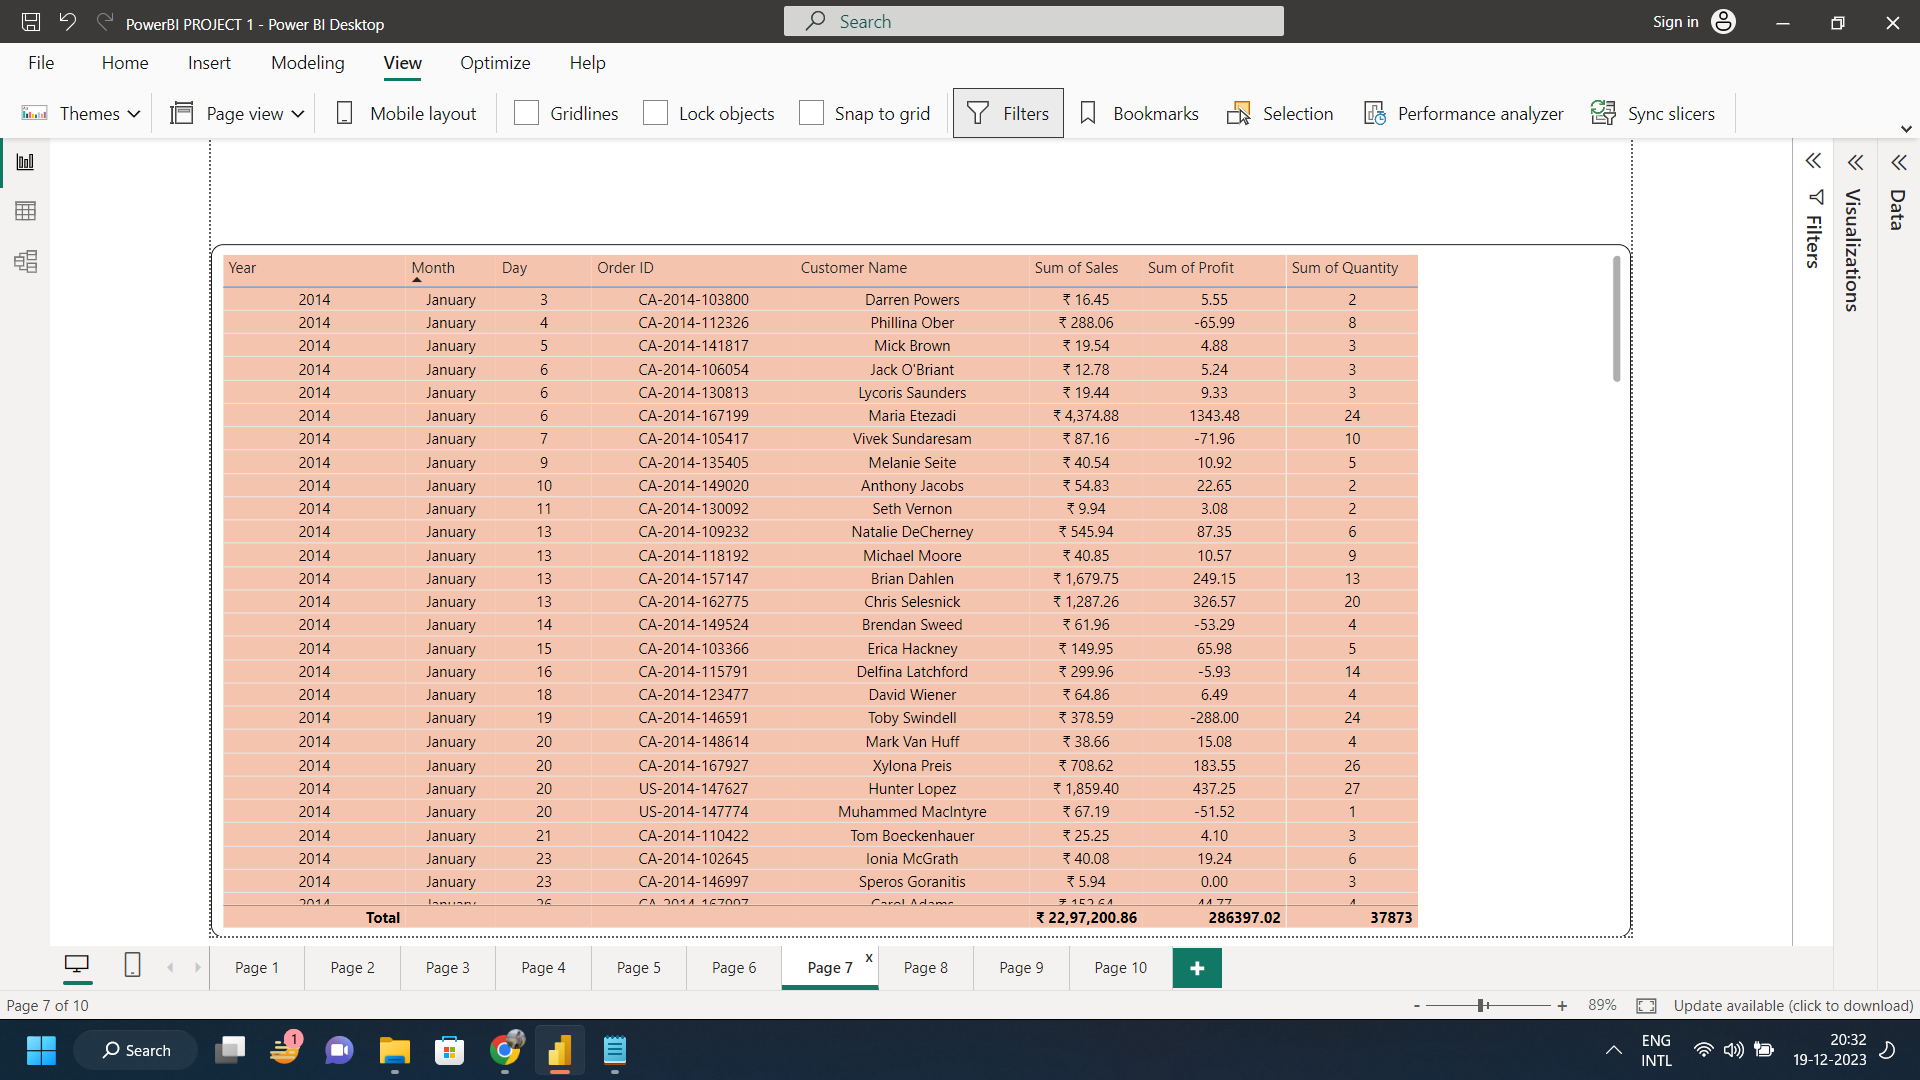 PowerBI PROJECT 1 - Power BI Desktop
Search
Sign in
File Home Insert Modeling View Optimize Help
Themes Page view Mobile layout Gridlines Lock objects Snap to grid Filters Bookmarks Selection Performance analyzer Sync slicers
Filters
Visualizations
Data
Year Month Day Order ID Customer Name Sum of Sales Sum of Profit Sum of Quantity
2014 January 3 CA-2014-103800 Darren Powers ₹ 16.45 5.55 2
2014 January 4 CA-2014-112326 Phillina Ober ₹ 288.06 -65.99 8
2014 January 5 CA-2014-141817 Mick Brown ₹ 19.54 4.88 3
2014 January 6 CA-2014-106054 Jack O'Briant ₹ 12.78 5.24 3
2014 January 6 CA-2014-130813 Lycoris Saunders ₹ 19.44 9.33 3
2014 January 6 CA-2014-167199 Maria Etezadi ₹ 4,374.88 1343.48 24
2014 January 7 CA-2014-105417 Vivek Sundaresam ₹ 87.16 -71.96 10
2014 January 9 CA-2014-135405 Melanie Seite ₹ 40.54 10.92 5
2014 January 10 CA-2014-149020 Anthony Jacobs ₹ 54.83 22.65 2
2014 January 11 CA-2014-130092 Seth Vernon ₹ 9.94 3.08 2
2014 January 13 CA-2014-109232 Natalie DeCherney ₹ 545.94 87.35 6
2014 January 13 CA-2014-118192 Michael Moore ₹ 40.85 10.57 9
2014 January 13 CA-2014-157147 Brian Dahlen ₹ 1,679.75 249.15 13
2014 January 13 CA-2014-162775 Chris Selesnick ₹ 1,287.26 326.57 20
2014 January 14 CA-2014-149524 Brendan Sweed ₹ 61.96 -53.29 4
2014 January 15 CA-2014-103366 Erica Hackney ₹ 149.95 65.98 5
2014 January 16 CA-2014-115791 Delfina Latchford ₹ 299.96 -5.93 14
2014 January 18 CA-2014-123477 David Wiener ₹ 64.86 6.49 4
2014 January 19 CA-2014-146591 Toby Swindell ₹ 378.59 -288.00 24
2014 January 20 CA-2014-148614 Mark Van Huff ₹ 38.66 15.08 4
2014 January 20 CA-2014-167927 Xylona Preis ₹ 708.62 183.55 26
2014 January 20 US-2014-147627 Hunter Lopez ₹ 1,859.40 437.25 27
2014 January 20 US-2014-147774 Muhammed MacIntyre ₹ 67.19 -51.52 1
2014 January 21 CA-2014-110422 Tom Boeckenhauer ₹ 25.25 4.10 3
2014 January 23 CA-2014-102645 Ionia McGrath ₹ 40.08 19.24 6
2014 January 23 CA-2014-146997 Speros Goranitis ₹ 5.94 0.00 3
2014 January 26 Carol Adams
Total ₹ 22,97,200.86 286397.02 37873
Page 1 Page 2 Page 3 Page 4 Page 5 Page 6 Page 7 x Page 8 Page 9 Page 10 +
Page 7 of 10 - + 89% Update available (click to download)
Search 1 ENG 20:32
INTL 19-12-2023